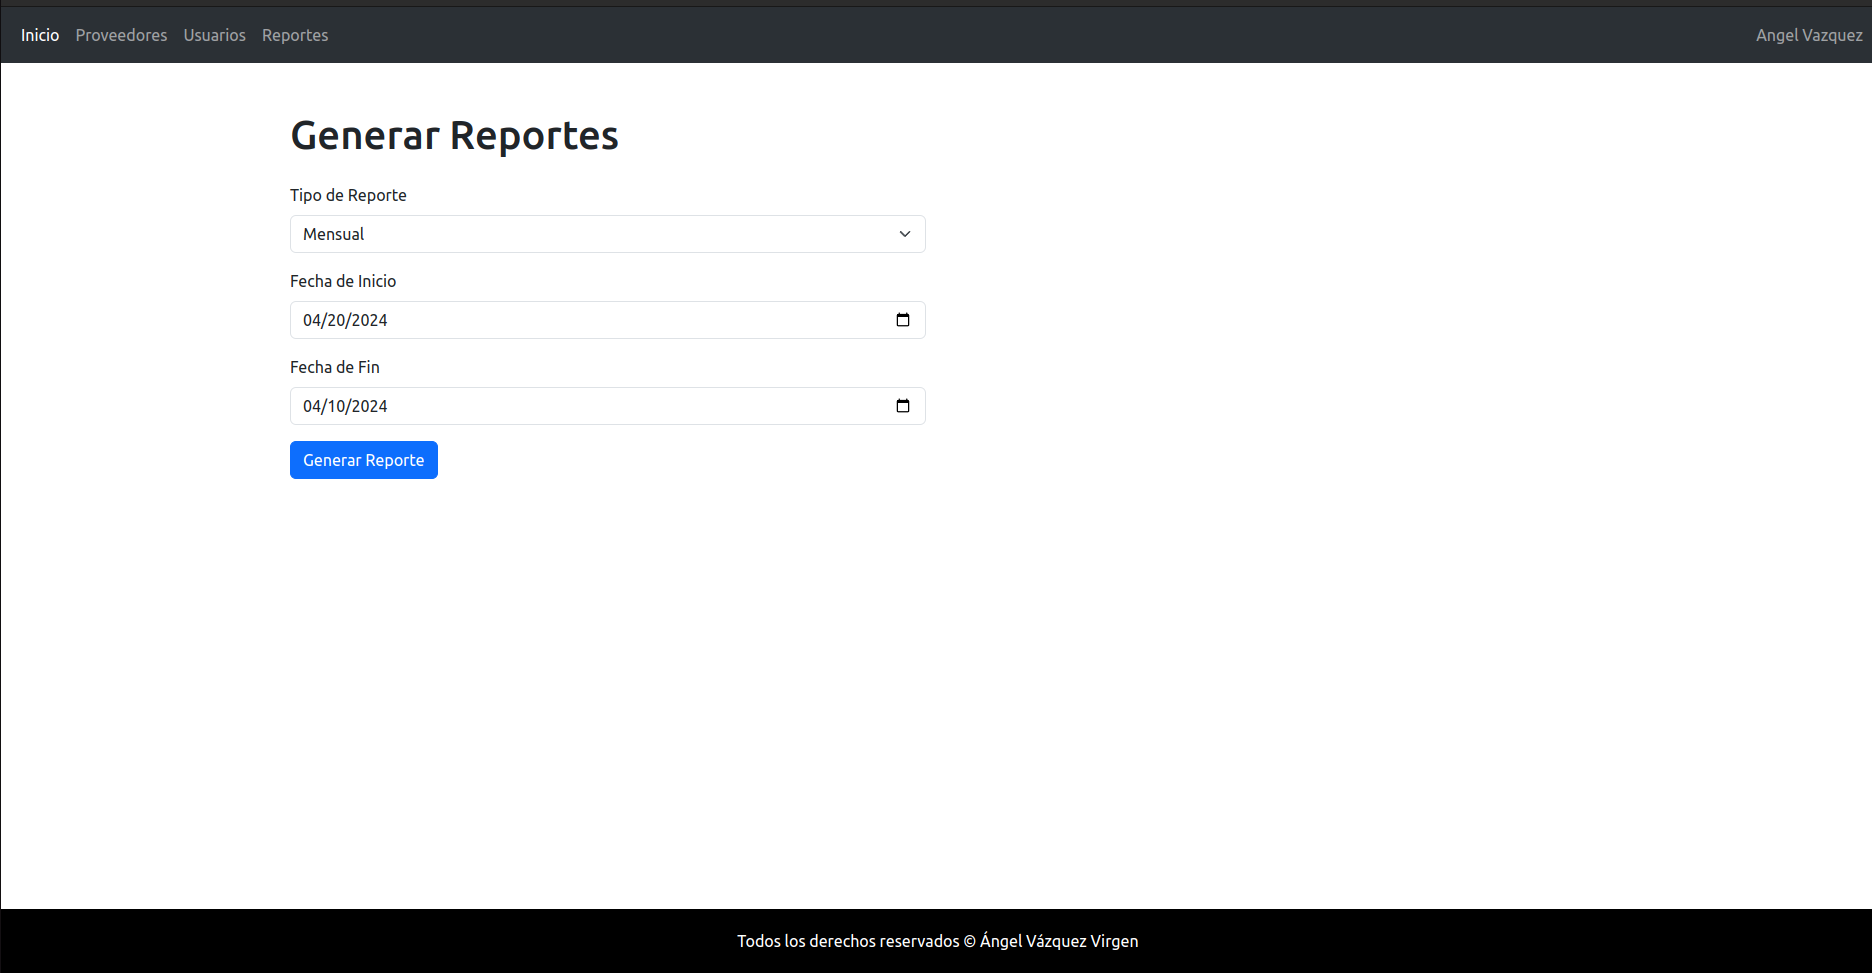 Inicio Proveedores Usuarios Reportes Angel Vazquez
Generar Reportes
Tipo de Reporte
Mensual
Fecha de Inicio
04/20/2024
Fecha de Fin
04/10/2024
Generar Reporte
Todos los derechos reservados © Ángel Vázquez Virgen